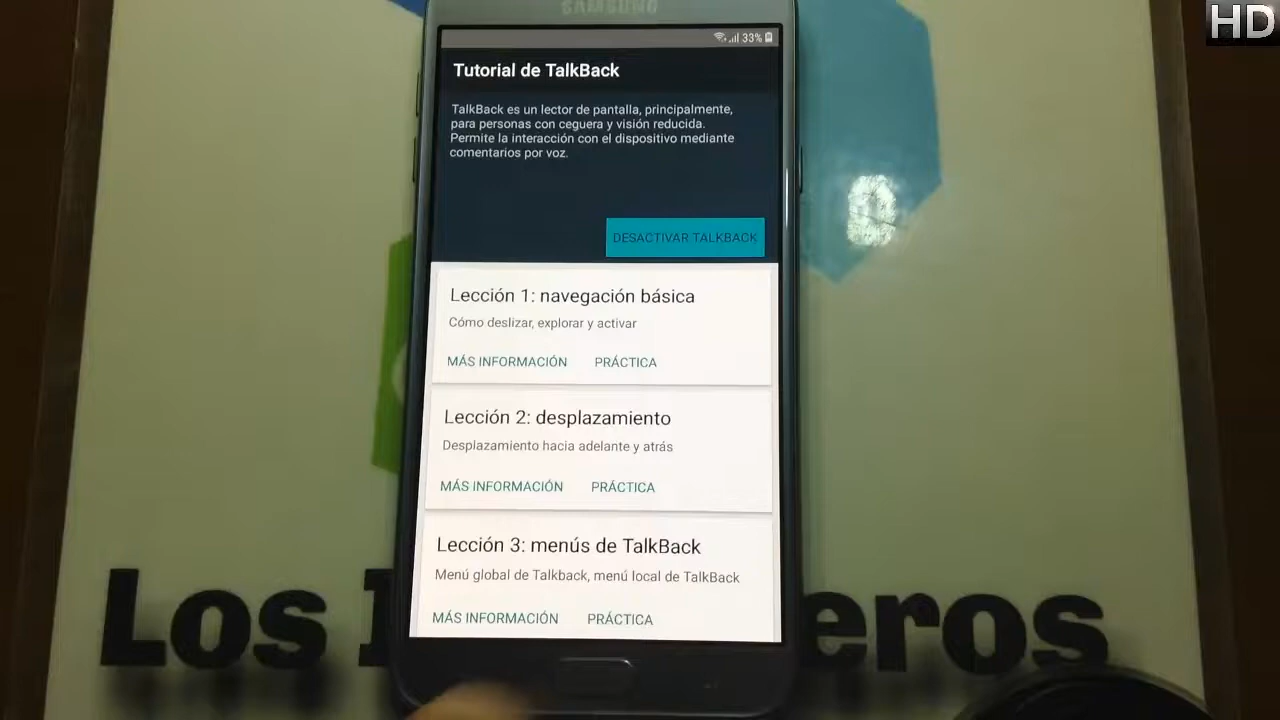 HD
SAMSUNG
33%
Tutorial de TalkBack
TalkBack es un lector de pantalla, principalmente,
para personas con ceguera y visión reducida.
Permite la interacción con el dispositivo mediante
comentarios por voz.
DESACTIVAR TALKBACK
Lección 1: navegación básica
Cómo deslizar, explorar y activar
MÁS INFORMACIÓN PRÁCTICA
Lección 2: desplazamiento
Desplazamiento hacia adelante y atrás
MÁS INFORMACIÓN PRÁCTICA
Lección 3: menús de TalkBack
Menú global de Talkback, menú local de TalkBack
MÁS INFORMACIÓN PRÁCTICA
Los